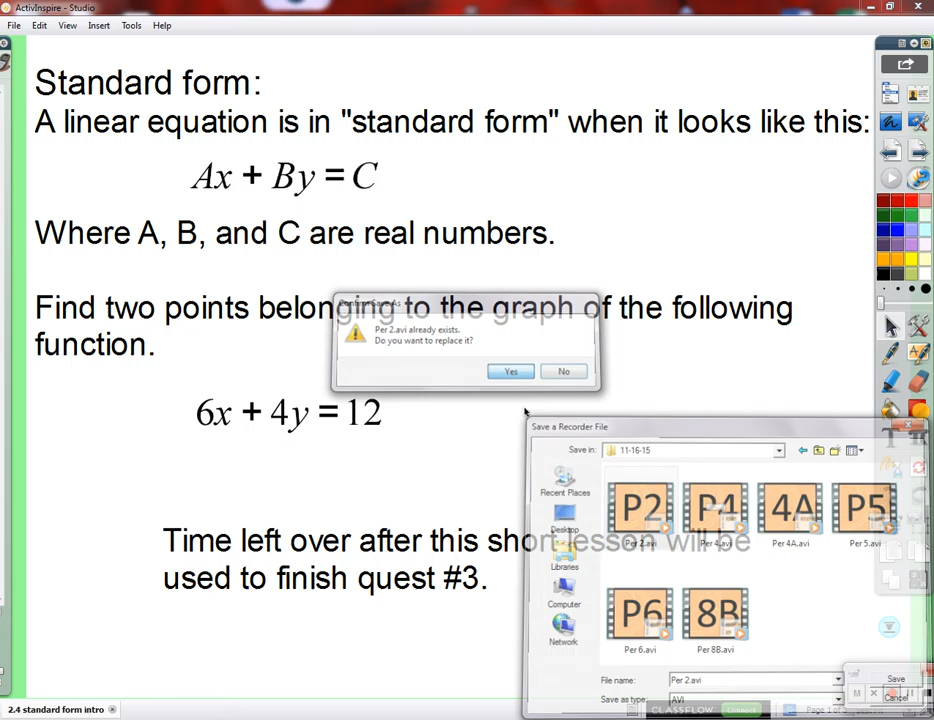 ActivInspire - Studio
File Edit View Insert Tools Help
Standard form:
A linear equation is in "standard form" when it looks like this:
Ax + By = C
Where A, B, and C are real numbers.
Find two points belonging to the graph of the following
function.
6x + 4y = 12
Time left over after this short lesson will be
used to finish quest #3.
Confirm Save As
Per 2.avi already exists.
Do you want to replace it?
Yes No
Save a Recorder File
Save in: 11-16-15
Recent Places
Desktop
Libraries
Computer
Network
P2 P4 4A P5
Per 2.avi Per 4.avi Per 4A.avi Per 5.avi
P6 8B
Per 6.avi Per 8B.avi
File name: Per 2.avi Save
Save as type: AVI Cancel
2.4 standard form intro
CLASSFLOW Connect